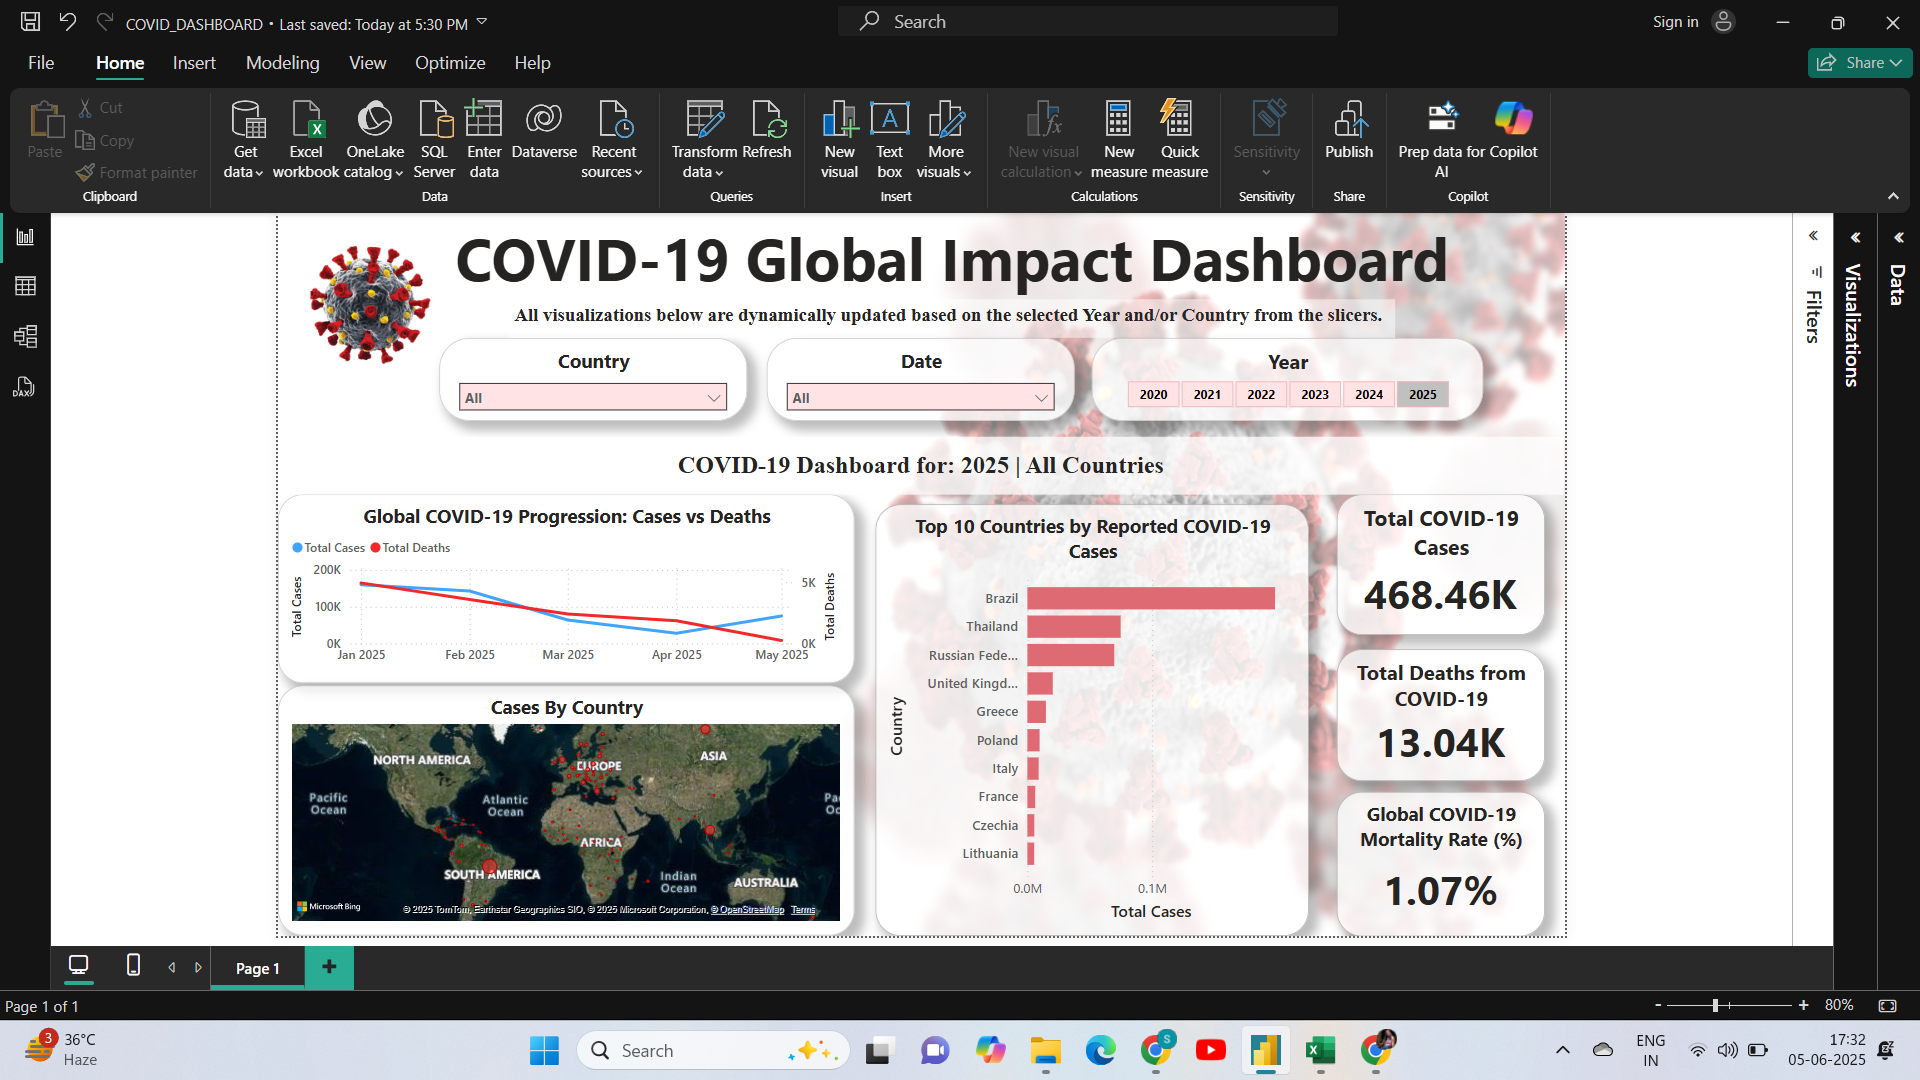 COVID_DASHBOARD • Last saved: Today at 5:30 PM
Search
Sign in
File
Home
Insert
Modeling
View
Optimize
Help
Share
Paste
Cut
Copy
Format painter
Clipboard
Get data
Excel workbook
OneLake catalog
SQL Server
Enter data
Dataverse
Recent sources
Data
Transform data
Refresh
Queries
New visual
Text box
More visuals
Insert
New visual calculation
New measure
Quick measure
Calculations
Sensitivity
Sensitivity
Publish
Share
Prep data for AI
Copilot
Copilot
DAX
COVID-19 Global Impact Dashboard
All visualizations below are dynamically updated based on the selected Year and/or Country from the slicers.
Country
All
Date
All
Year
2020
2021
2022
2023
2024
2025
COVID-19 Dashboard for: 2025 | All Countries
Global COVID-19 Progression: Cases vs Deaths
Total Cases
Total Deaths
Total Cases
200K
100K
0K
5K
0K
Total Deaths
Jan 2025
Feb 2025
Mar 2025
Apr 2025
May 2025
Cases By Country
NORTH AMERICA
EUROPE
ASIA
Pacific Ocean
Atlantic Ocean
Pa
Oc
AFRICA
SOUTH AMERICA
Indian Ocean
AUSTRALIA
Microsoft Bing
© 2025 TomTom, Earthstar Geographics SIO, © 2025 Microsoft Corporation, © OpenStreetMap Terms
Top 10 Countries by Reported COVID-19
Cases
Country
Brazil
Thailand
Russian Fede...
United Kingd...
Greece
Poland
Italy
France
Czechia
Lithuania
0.0M
0.1M
Total Cases
Total COVID-19
Cases
468.46K
Total Deaths from
COVID-19
13.04K
Global COVID-19
Mortality Rate (%)
1.07%
Filters
Visualizations
Data
Page 1
Page 1 of 1
- + 80%
3
36°C
Haze
Search
S
ENG
IN
17:32
05-06-2025